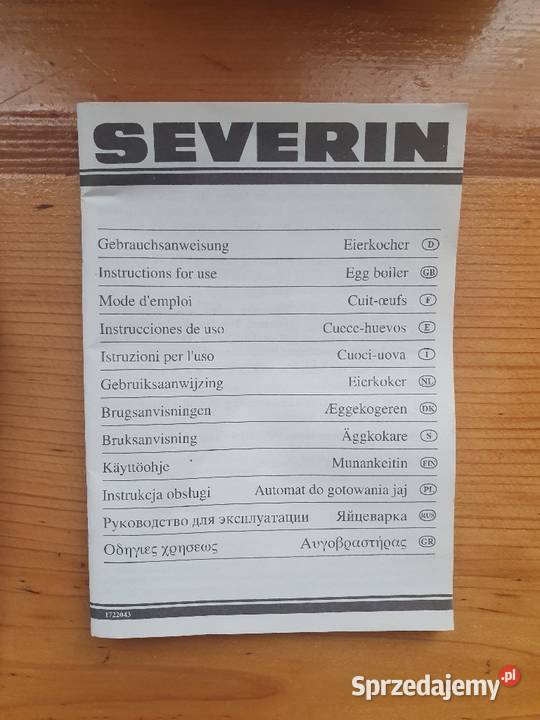 SEVERIN
Gebrauchsanweisung Eierkocher D
Instructions for use Egg boiler GB
Mode d'emploi Cuit-œufs F
Instrucciones de uso Cuece-huevos E
Istruzioni per l'uso Cuoci-uova I
Gebruiksaanwijzing Eierkoker NL
Brugsanvisningen Æggekogeren DK
Bruksanvisning Äggkokare S
Käyttöohje Munankeitin FIN
Instrukcja obsługi Automat do gotowania jaj PL
Руководство для эксплуатации Яйцеварка RUS
Οδηγιες χρησεως Αυγοβραστήρας GR
1722043
Sprzedajemy.pl